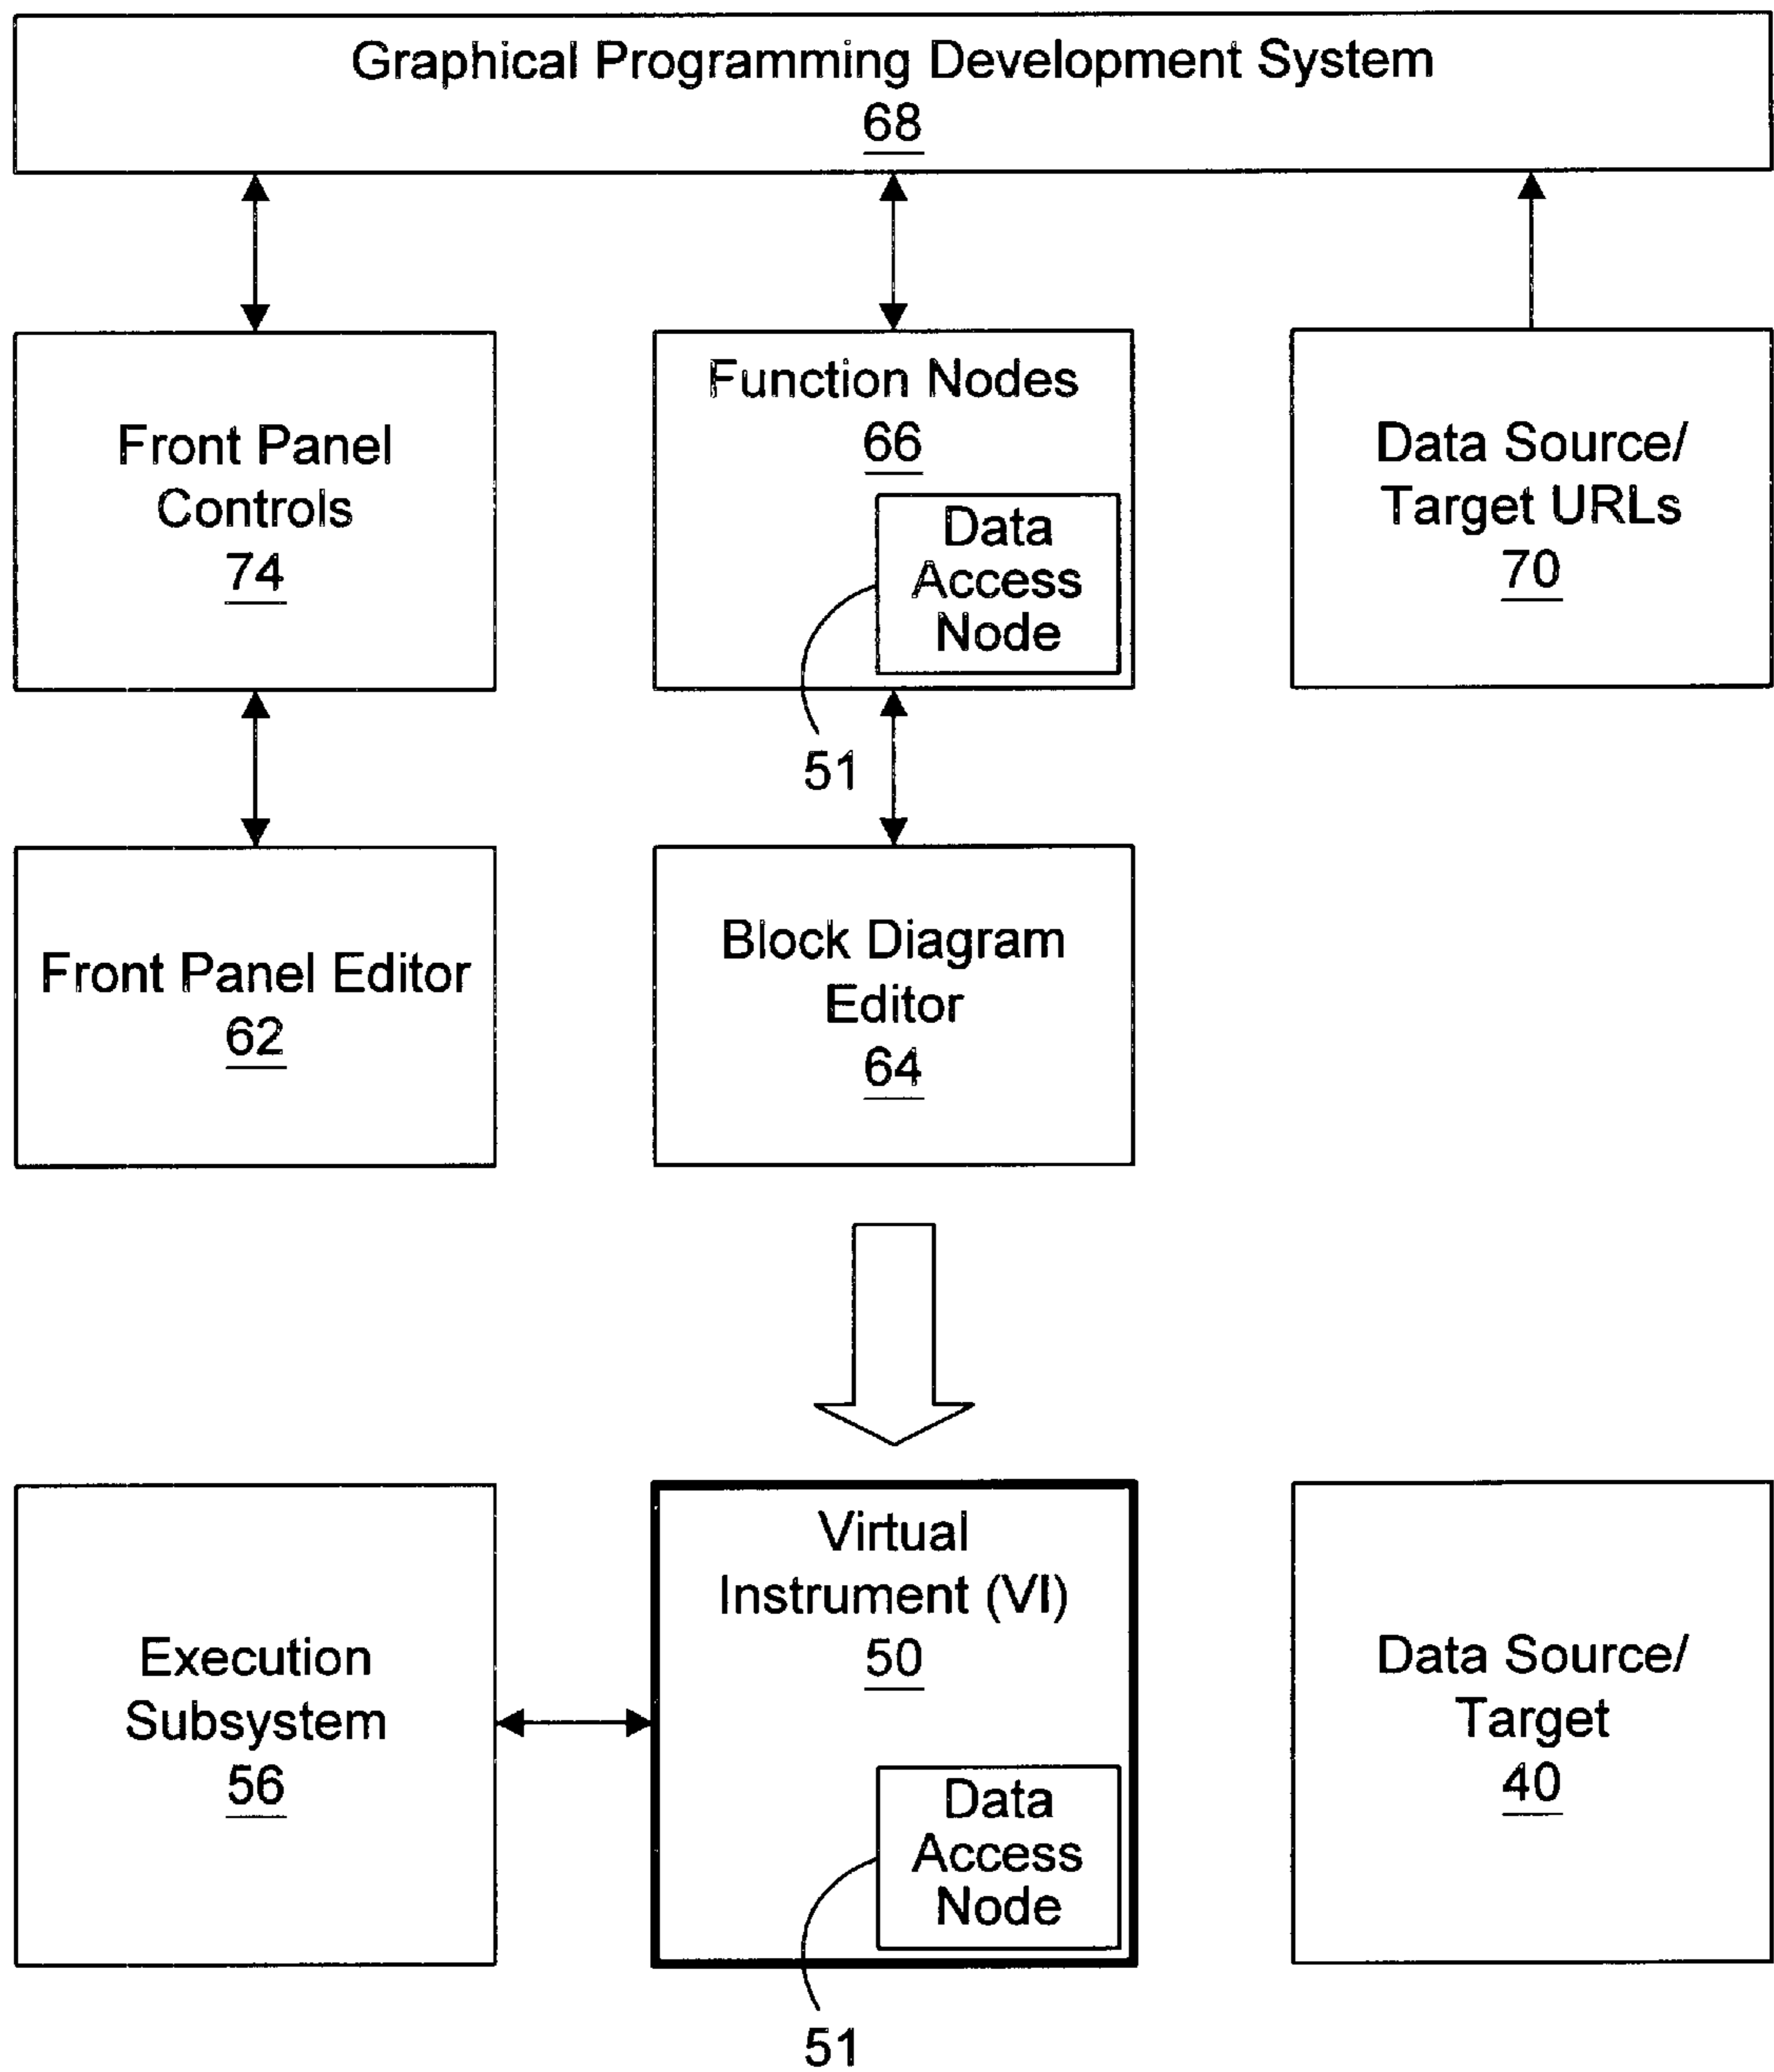 Graphical Programming Development System
68
Front Panel
Controls
74
Function Nodes
66
Data
Access
Node
51
Data Source/
Target URLs
70
Front Panel Editor
62
Block Diagram
Editor
64
Execution
Subsystem
56
Virtual
Instrument (VI)
50
Data
Access
Node
51
Data Source/
Target
40